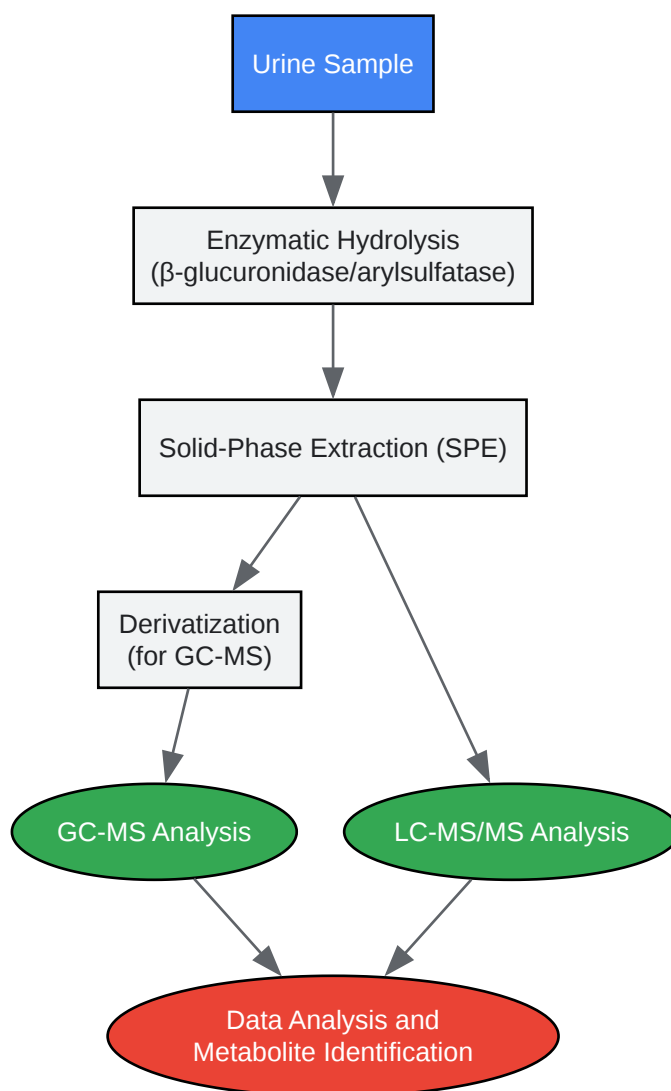 Urine Sample
Enzymatic Hydrolysis
(β-glucuronidase/arylsulfatase)
Solid-Phase Extraction (SPE)
Derivatization
(for GC-MS)
GC-MS Analysis
LC-MS/MS Analysis
Data Analysis and
Metabolite Identification